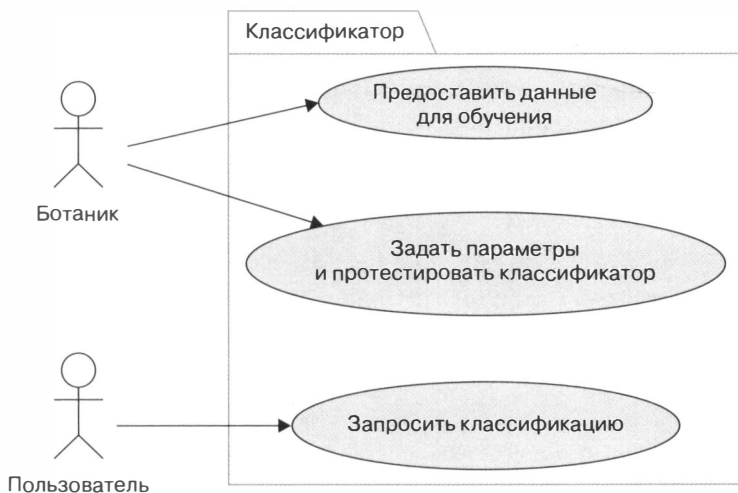 Классификатор
Предоставить данные
для обучения
Ботаник
Задать параметры
и протестировать классификатор
Запросить классификацию
Пользователь